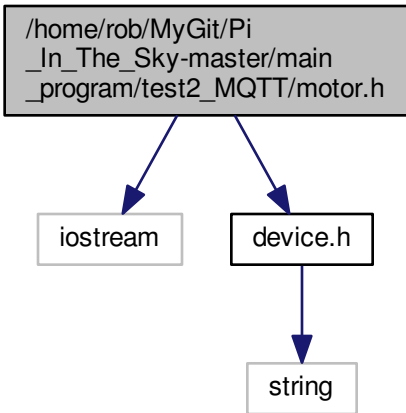 /home/rob/MyGit/Pi
_In_The_Sky-master/main
_program/test2_MQTT/motor.h
iostream
device.h
string